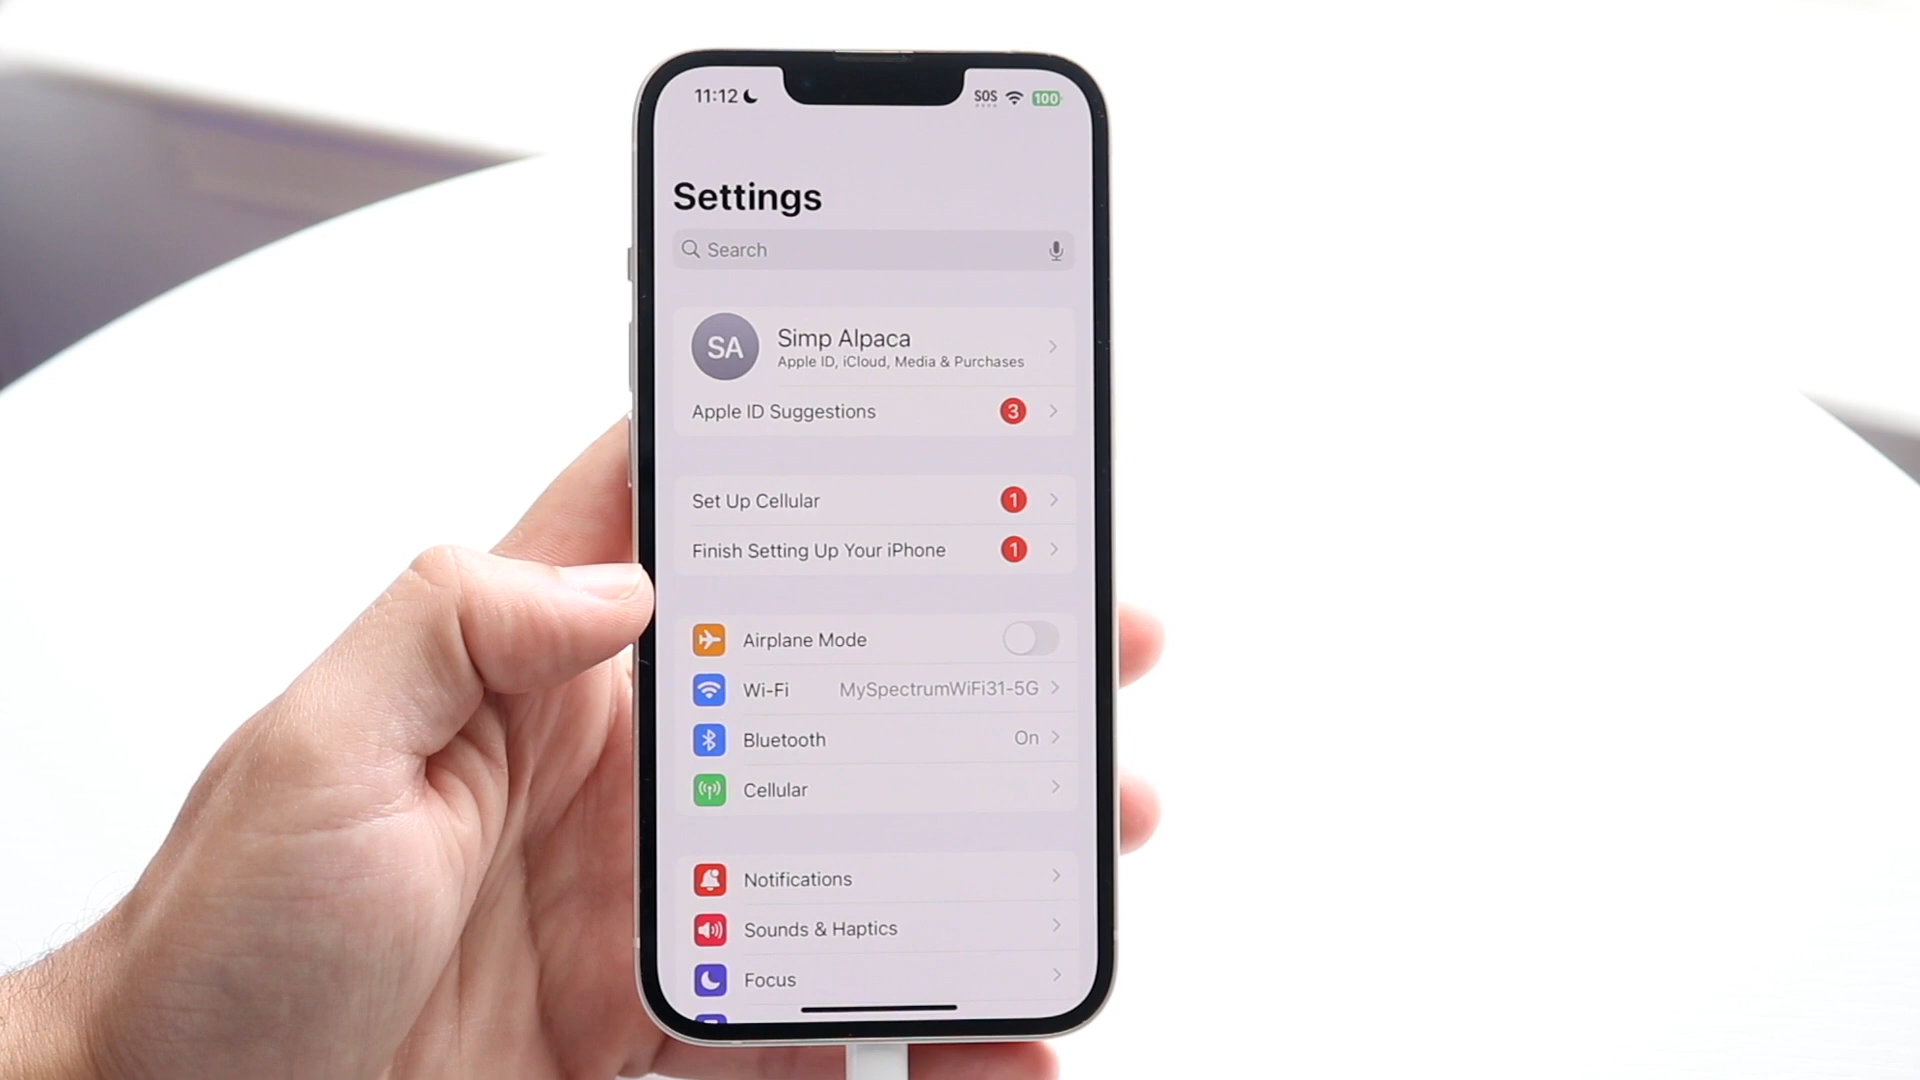 11:12 SOS 100
Settings
Search
SA
Simp Alpaca
Apple ID, iCloud, Media & Purchases
Apple ID Suggestions 3
Set Up Cellular 1
Finish Setting Up Your iPhone 1
Airplane Mode
Wi-Fi MySpectrumWiFi31-5G
Bluetooth On
Cellular
Notifications
Sounds & Haptics
Focus